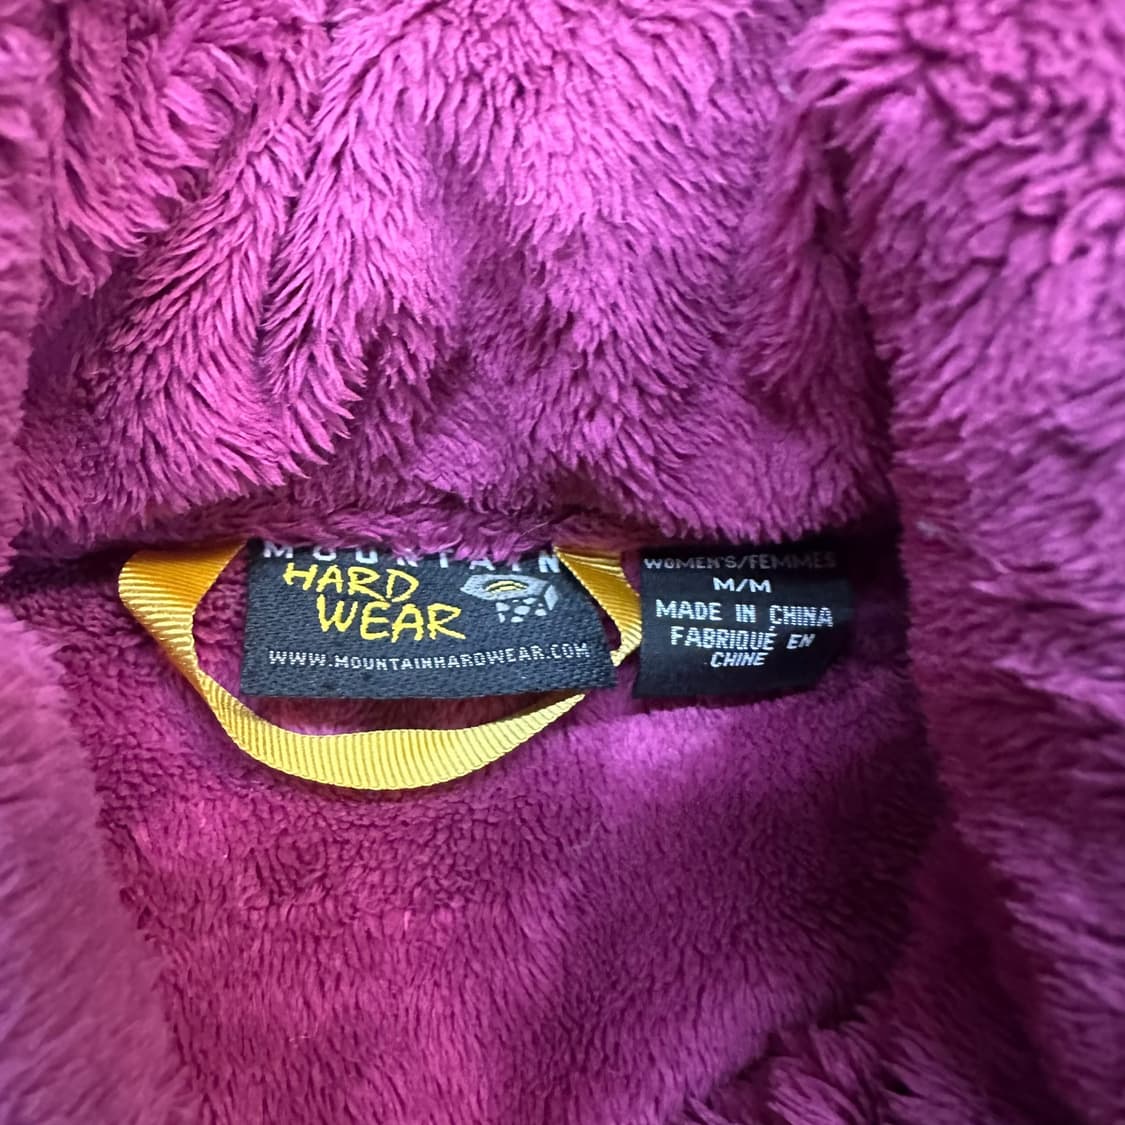 MOUNTAIN
HARD
WEAR
WWW.MOUNTAINHARDWEAR.COM
WOMEN'S/FEMMES
M/M
MADE IN CHINA
FABRIQUÉ EN
CHINE